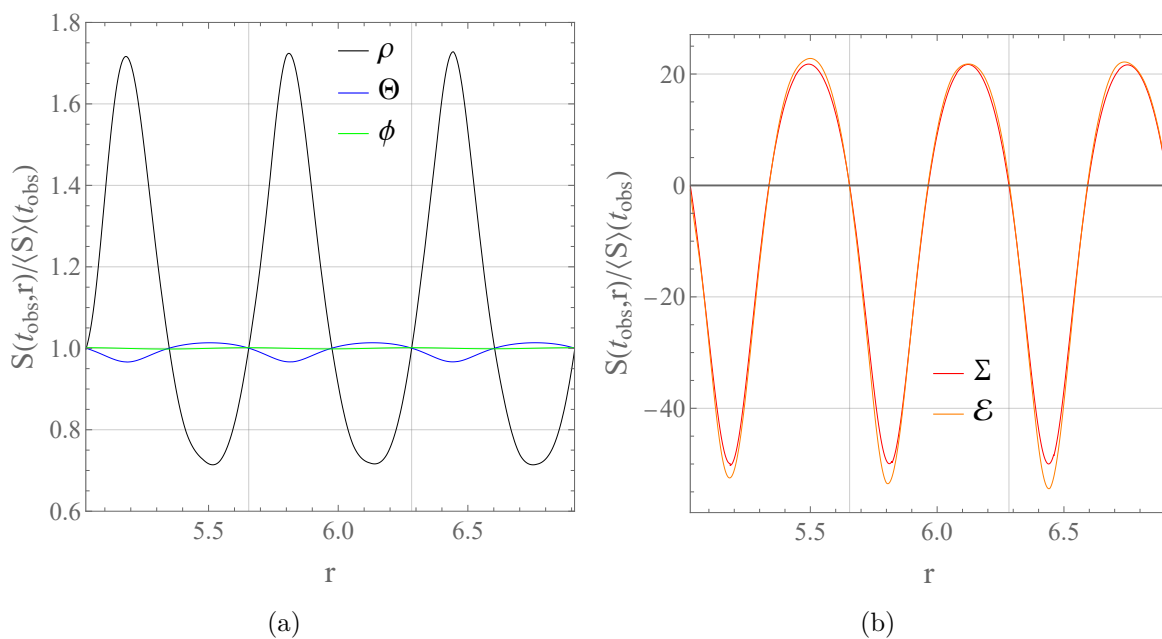 1.8
1.6
1.4
1.2
1.0
0.8
0.6
S(t_obs,r)/⟨S⟩(t_obs)
ρ
Θ
ϕ
5.5
6.0
6.5
r
(a)
20
0
−20
−40
S(t_obs,r)/⟨S⟩(t_obs)
Σ
ℰ
5.5
6.0
6.5
r
(b)